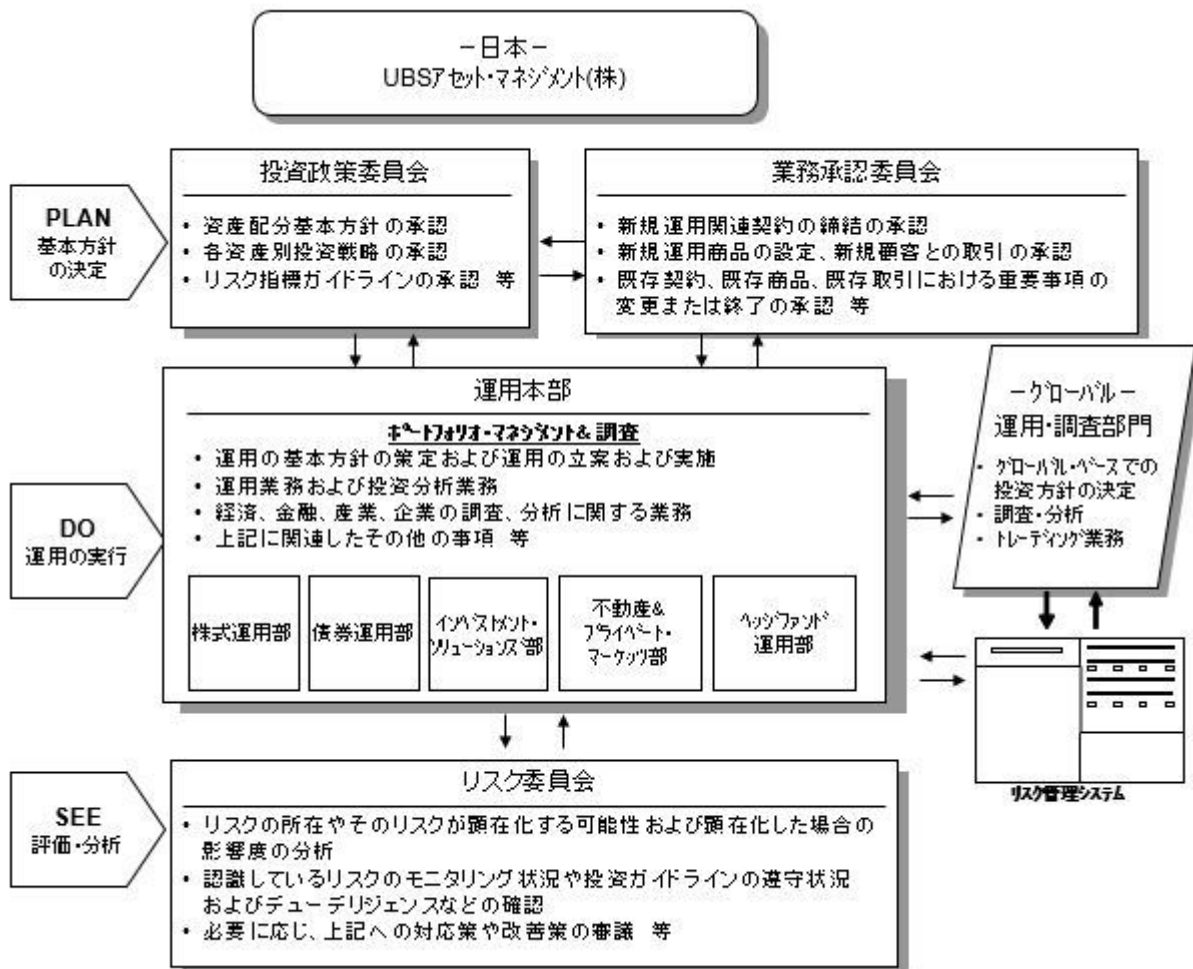 －日本－
UBSｱｾｯﾄ･ﾏﾈｼﾞﾒﾝﾄ(株)
PLAN
基本方針
の決定
投資政策委員会
• 資産配分基本方針の承認
• 各資産別投資戦略の承認
• リスク指標ガイドラインの承認 等
業務承認委員会
• 新規運用関連契約の締結の承認
• 新規運用商品の設定、新規顧客との取引の承認
• 既存契約、既存商品、既存取引における重要事項の
変更または終了の承認 等
DO
運用の実行
運用本部
ﾎﾟｰﾄﾌｫﾘｵ･ﾏﾈｼﾞﾒﾝﾄ&調査
• 運用の基本方針の策定および運用の立案および実施
• 運用業務および投資分析業務
• 経済、金融、産業、企業の調査、分析に関する業務
• 上記に関連したその他の事項 等
株式運用部
債券運用部
ｲﾝﾍﾞｽﾄﾒﾝﾄ･
ｿﾘｭｰｼｮﾝｽﾞ部
不動産&
ﾌﾟﾗｲﾍﾞｰﾄ･
ﾏｰｹｯﾂ部
ﾍｯｼﾞﾌｧﾝﾄﾞ
運用部
－ｸﾞﾛｰﾊﾞﾙ－
運用･調査部門
• ｸﾞﾛｰﾊﾞﾙ･ﾍﾞｰｽでの
投資方針の決定
• 調査･分析
• ﾄﾚｰﾃﾞｨﾝｸﾞ業務
ﾘｽｸ管理ｼｽﾃﾑ
SEE
評価･分析
リスク委員会
• リスクの所在やそのリスクが顕在化する可能性および顕在化した場合の
影響度の分析
• 認識しているリスクのモニタリング状況や投資ガイドラインの遵守状況
およびデューデリジェンスなどの確認
• 必要に応じ、上記への対応策や改善策の審議 等